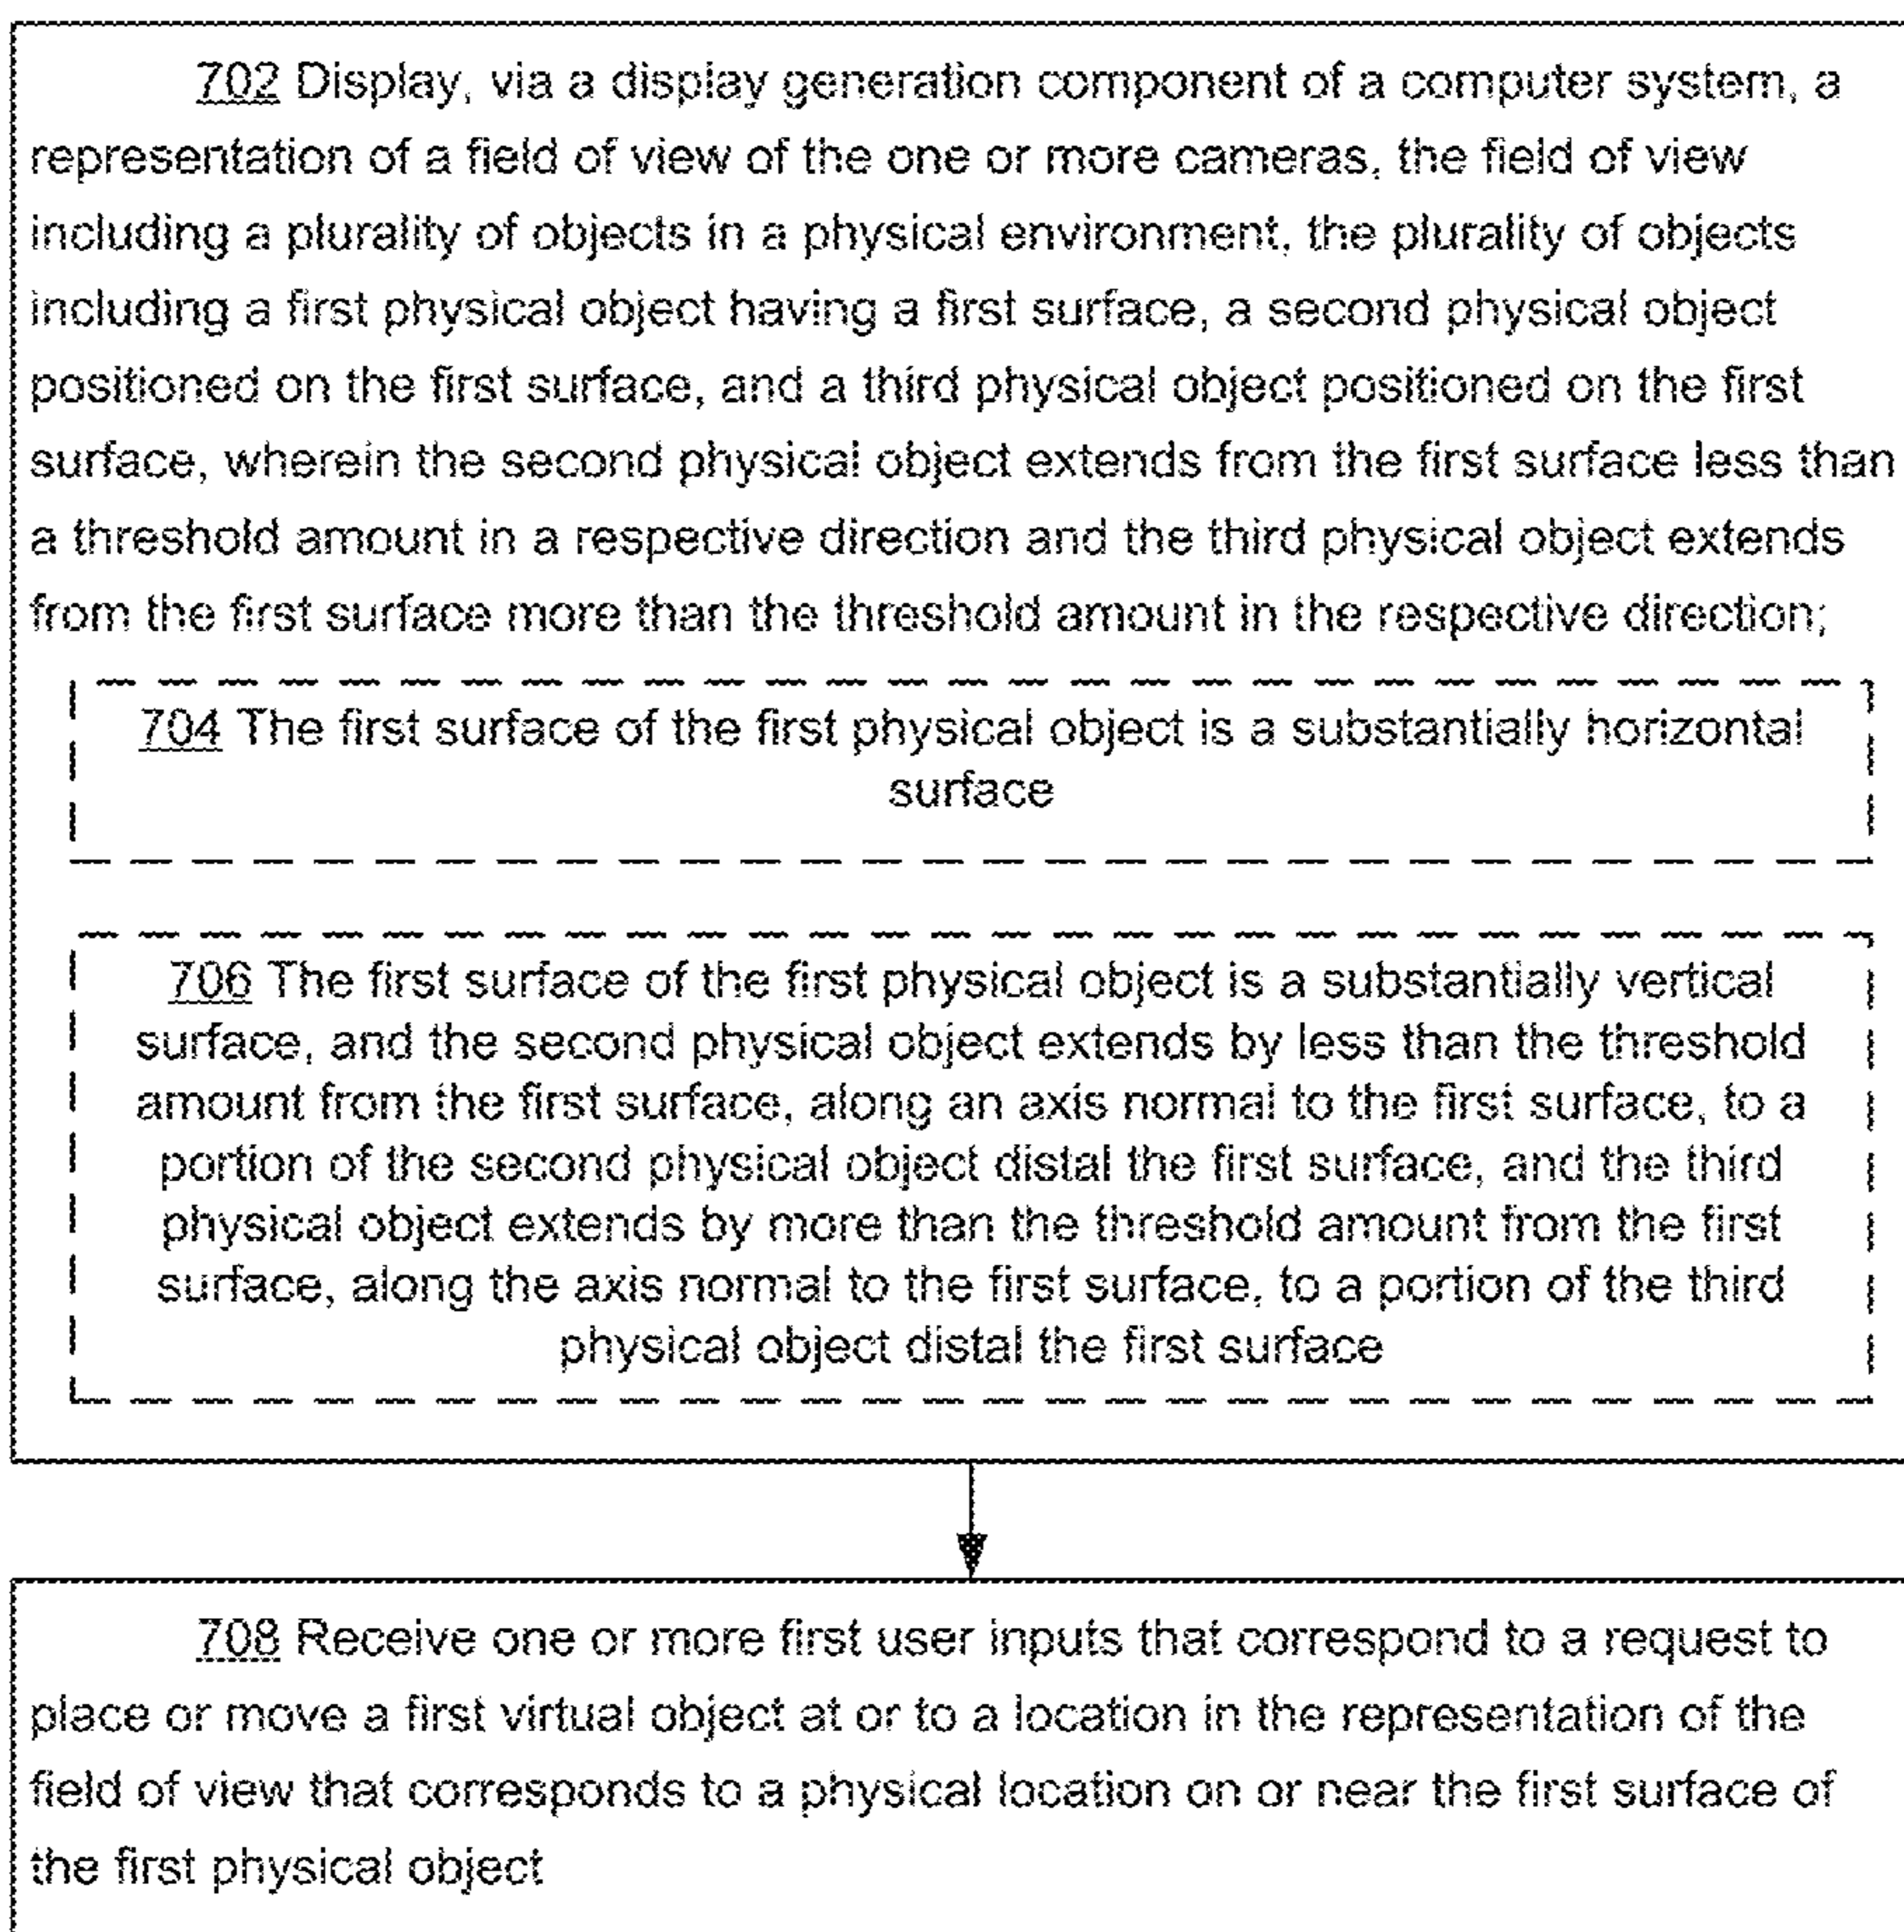 702 Display, via a display generation component of a computer system, a
representation of a field of view of the one or more cameras, the field of view
including a plurality of objects in a physical environment, the plurality of objects
including a first physical object having a first surface, a second physical object
positioned on the first surface, and a third physical object positioned on the first
surface, wherein the second physical object extends from the first surface less than
a threshold amount in a respective direction and the third physical object extends
from the first surface more than the threshold amount in the respective direction;
704 The first surface of the first physical object is a substantially horizontal
surface
706 The first surface of the first physical object is a substantially vertical
surface, and the second physical object extends by less than the threshold
amount from the first surface, along an axis normal to the first surface, to a
portion of the second physical object distal the first surface, and the third
physical object extends by more than the threshold amount from the first
surface, along the axis normal to the first surface, to a portion of the third
physical object distal the first surface
708 Receive one or more first user inputs that correspond to a request to
place or move a first virtual object at or to a location in the representation of the
field of view that corresponds to a physical location on or near the first surface of
the first physical object